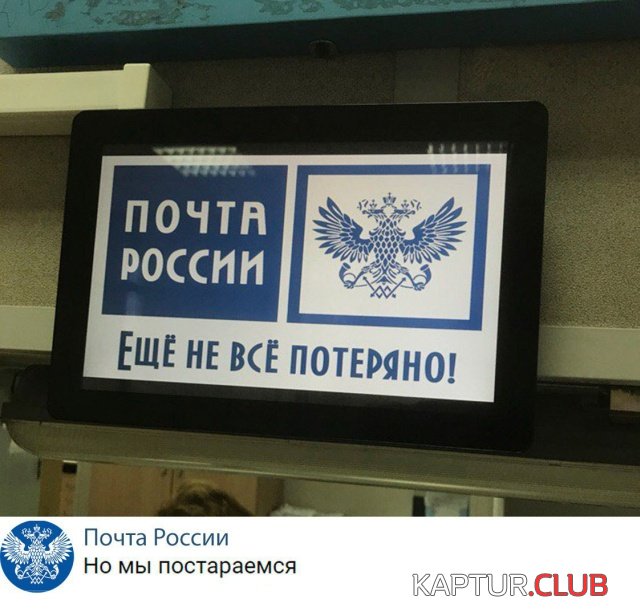 ПОЧТА
РОССИИ
ЕЩЁ НЕ ВСЁ ПОТЕРЯНО!
Почта России
Но мы постараемся
KAPTUR.CLUB